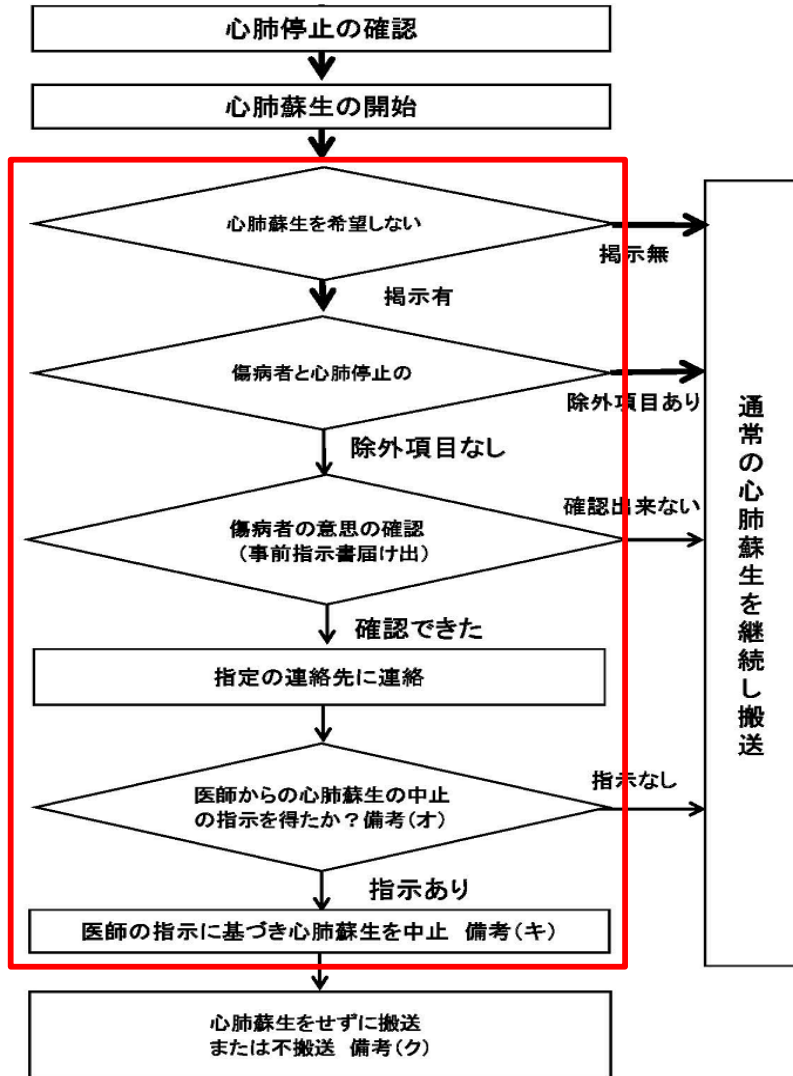 心肺停止の確認
心肺蘇生の開始
心肺蘇生を希望しない
掲示無
掲示有
傷病者と心肺停止の
除外項目あり
除外項目なし
傷病者の意思の確認
(事前指示書届け出)
確認出来ない
確認できた
指定の連絡先に連絡
医師からの心肺蘇生の中止
の指示を得たか?備考(オ)
指示なし
指示あり
医師の指示に基づき心肺蘇生を中止 備考(キ)
心肺蘇生をせずに搬送
または不搬送 備考(ク)
通常の心肺蘇生を継続し搬送